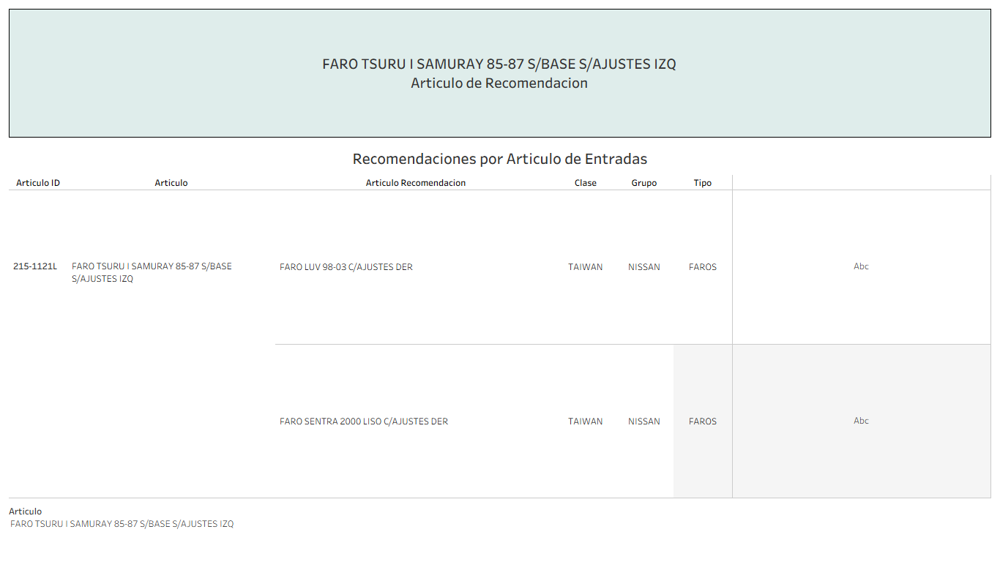 FARO TSURU I SAMURAY 85-87 S/BASE S/AJUSTES IZQ
Articulo de Recomendacion
Recomendaciones por Articulo de Entradas
Articulo ID Articulo Articulo Recomendacion Clase Grupo Tipo
215-1121L FARO TSURU I SAMURAY 85-87 S/BASE FARO LUV 98-03 C/AJUSTES DER TAIWAN NISSAN FAROS Abc
S/AJUSTES IZQ
FARO SENTRA 2000 LISO C/AJUSTES DER TAIWAN NISSAN FAROS Abc
Articulo
FARO TSURU I SAMURAY 85-87 S/BASE S/AJUSTES IZQ